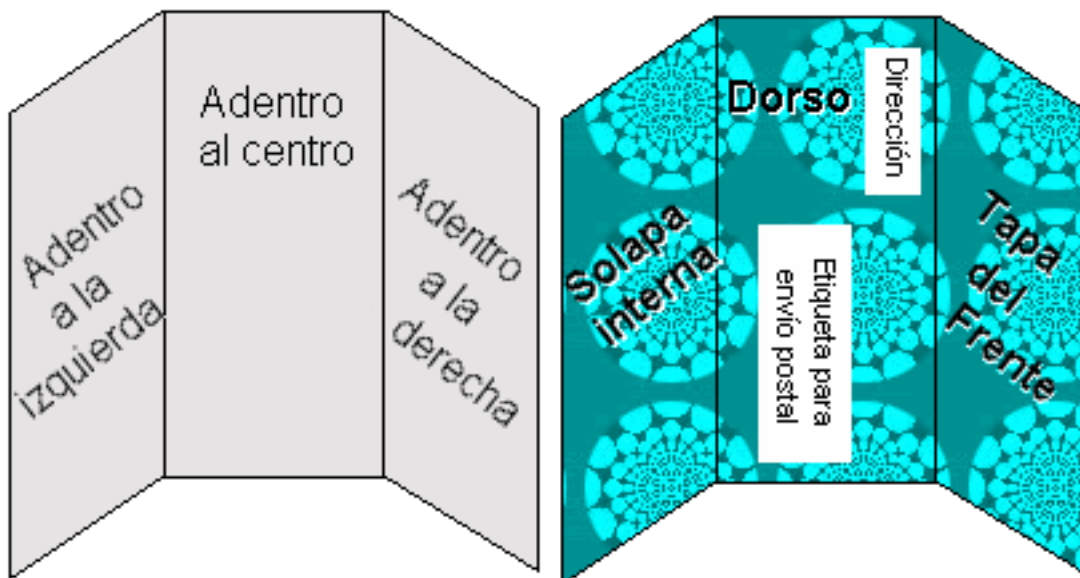 Adentro
a la
izquierda
Adentro
al centro
Adentro
a la
derecha
Solapa
interna
Dorso
Dirección
Etiqueta para
envío postal
Tapa
del
Frente